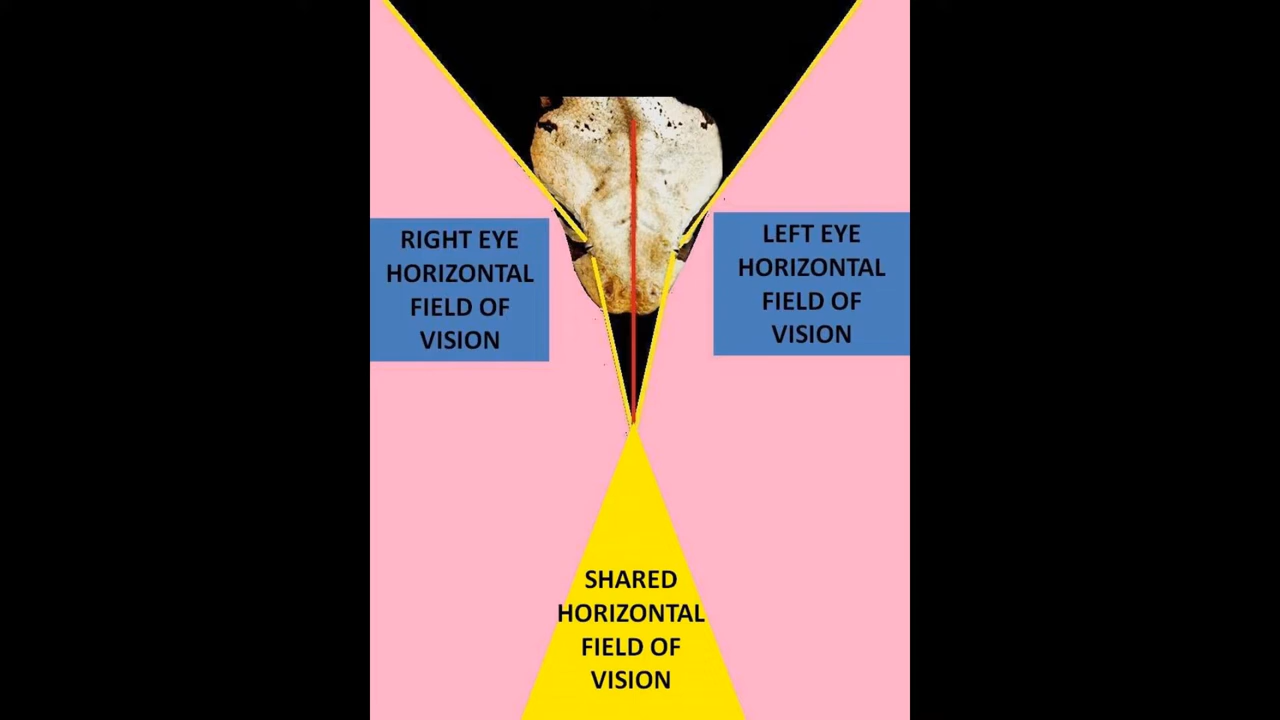 RIGHT EYE
HORIZONTAL
FIELD OF
VISION
LEFT EYE
HORIZONTAL
FIELD OF
VISION
SHARED
HORIZONTAL
FIELD OF
VISION